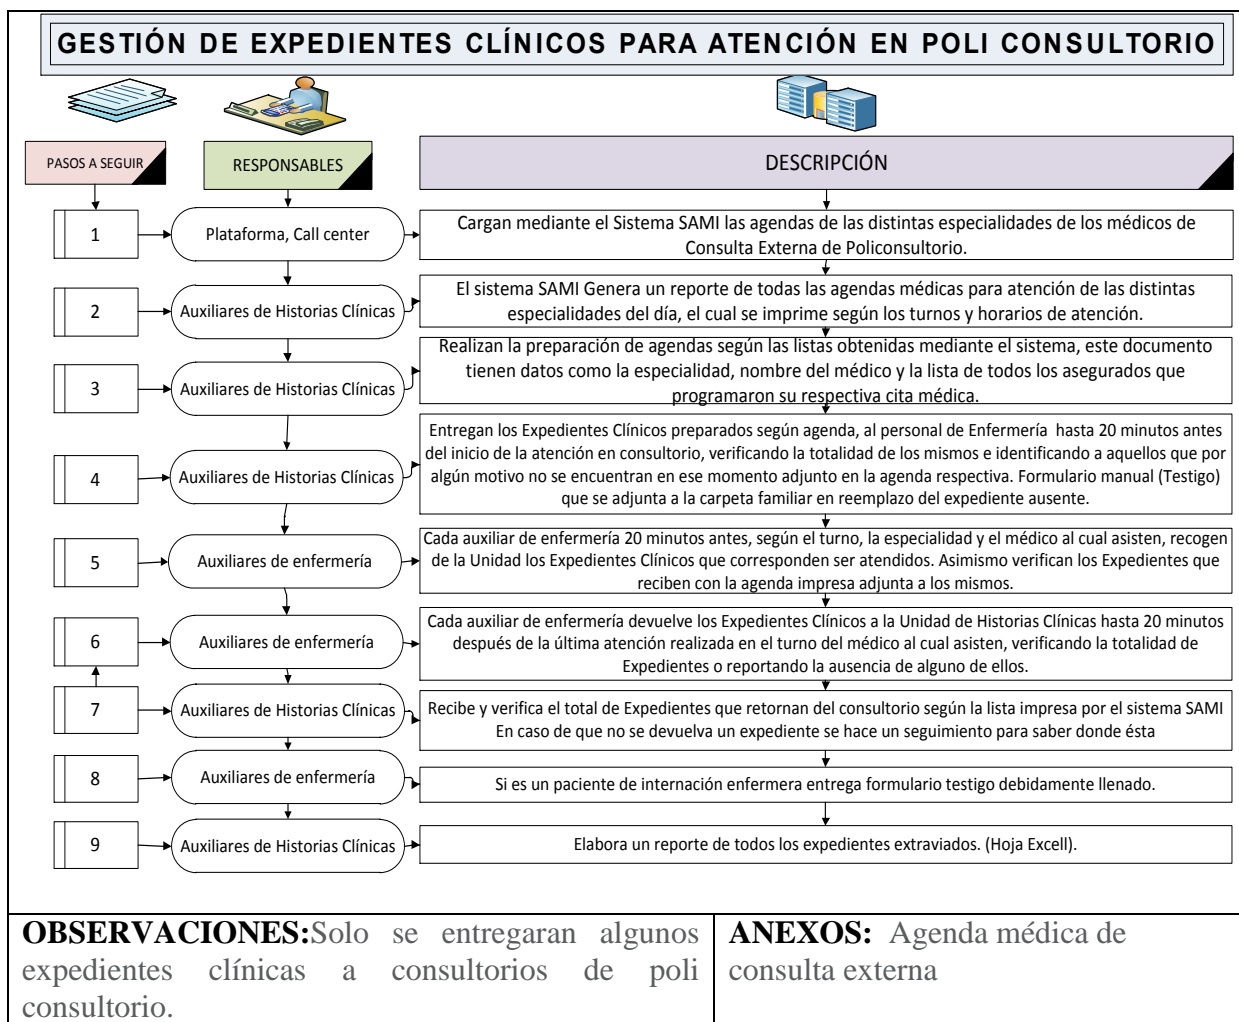 GESTIÓN DE EXPEDIENTES CLÍNICOS PARA ATENCIÓN EN POLI CONSULTORIO
PASOS A SEGUIR
RESPONSABLES
DESCRIPCIÓN
1
Plataforma, Call center
Cargan mediante el Sistema SAMI las agendas de las distintas especialidades de los médicos de
Consulta Externa de Policonsultorio.
2
Auxiliares de Historias Clínicas
El sistema SAMI Genera un reporte de todas las agendas médicas para atención de las distintas
especialidades del día, el cual se imprime según los turnos y horarios de atención.
3
Auxiliares de Historias Clínicas
Realizan la preparación de agendas según las listas obtenidas mediante el sistema, este documento
tienen datos como la especialidad, nombre del médico y la lista de todos los asegurados que
programaron su respectiva cita médica.
4
Auxiliares de Historias Clínicas
Entregan los Expedientes Clínicos preparados según agenda, al personal de Enfermería hasta 20 minutos antes
del inicio de la atención en consultorio, verificando la totalidad de los mismos e identificando a aquellos que por
algún motivo no se encuentran en ese momento adjunto en la agenda respectiva. Formulario manual (Testigo)
que se adjunta a la carpeta familiar en reemplazo del expediente ausente.
5
Auxiliares de enfermería
Cada auxiliar de enfermería 20 minutos antes, según el turno, la especialidad y el médico al cual asisten, recogen
de la Unidad los Expedientes Clínicos que corresponden ser atendidos. Asimismo verifican los Expedientes que
reciben con la agenda impresa adjunta a los mismos.
6
Auxiliares de enfermería
Cada auxiliar de enfermería devuelve los Expedientes Clínicos a la Unidad de Historias Clínicas hasta 20 minutos
después de la última atención realizada en el turno del médico al cual asisten, verificando la totalidad de
Expedientes o reportando la ausencia de alguno de ellos.
7
Auxiliares de Historias Clínicas
Recibe y verifica el total de Expedientes que retornan del consultorio según la lista impresa por el sistema SAMI
En caso de que no se devuelva un expediente se hace un seguimiento para saber donde ésta
8
Auxiliares de enfermería
Si es un paciente de internación enfermera entrega formulario testigo debidamente llenado.
9
Auxiliares de Historias Clínicas
Elabora un reporte de todos los expedientes extraviados. (Hoja Excell).
OBSERVACIONES:Solo se entregaran algunos
expedientes clínicas a consultorios de poli
consultorio.
ANEXOS: Agenda médica de
consulta externa